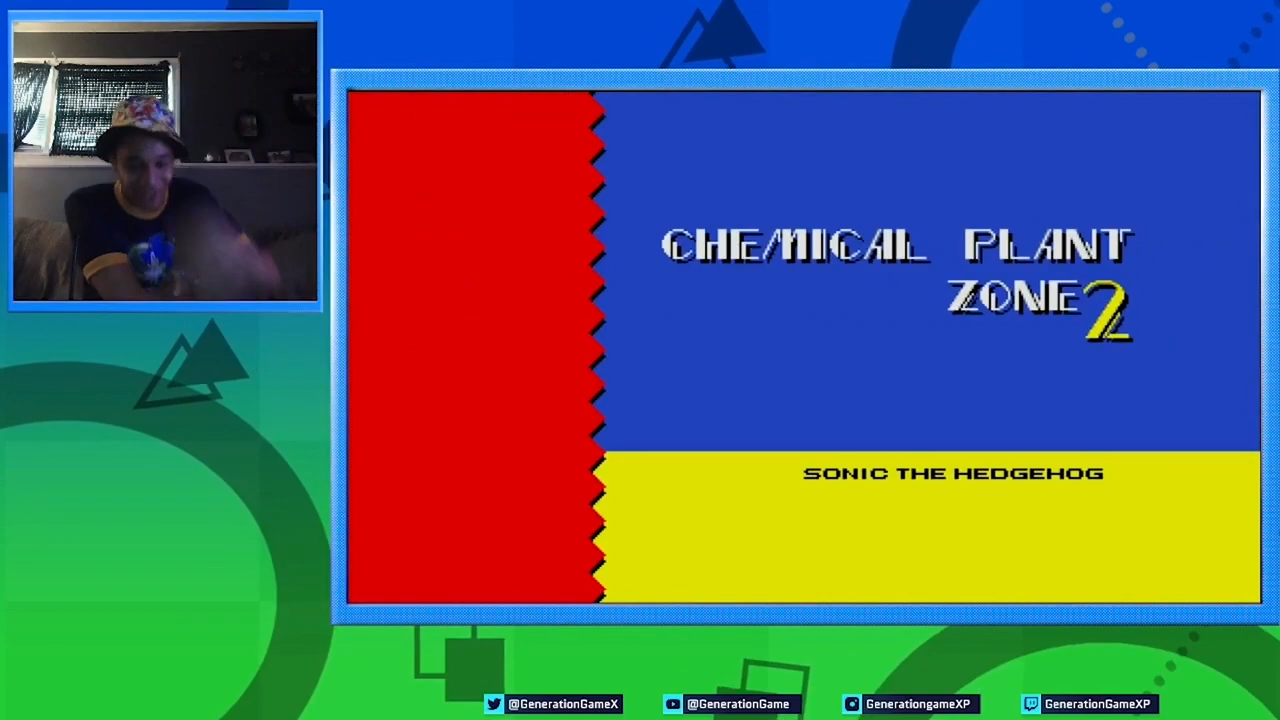 CHEMICAL PLANT
ZONE 2
SONIC THE HEDGEHOG
@GenerationGameX
@GenerationGame
GenerationgameXP
GenerationGameXP